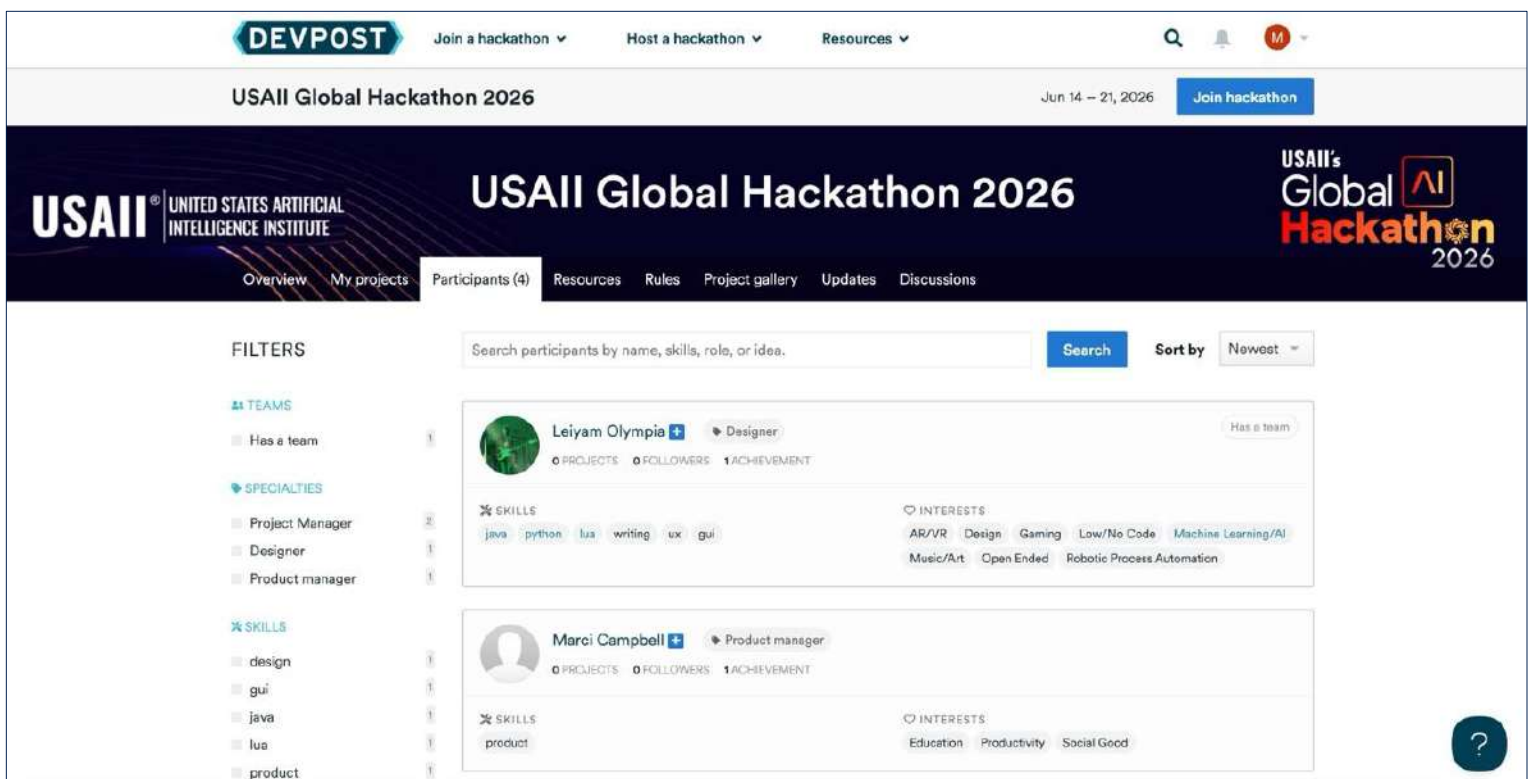 DEVPOST Join a hackathon Host a hackathon Resources M
USAII Global Hackathon 2026 Jun 14 – 21, 2026 Join hackathon
USAII® UNITED STATES ARTIFICIAL INTELLIGENCE INSTITUTE
USAII Global Hackathon 2026
USAII's
Global AI
Hackathon
2026
Overview My projects Participants (4) Resources Rules Project gallery Updates Discussions
FILTERS
Search participants by name, skills, role, or idea. Search Sort by Newest
TEAMS
Has a team 1
SPECIALTIES
Project Manager 2
Designer 1
Product manager 1
SKILLS
design 1
gui 1
java 1
lua 1
product 1
Leiyam Olympia + Designer Has a team
0 PROJECTS 0 FOLLOWERS 1 ACHIEVEMENT
SKILLS
java python lua writing ux gui
INTERESTS
AR/VR Design Gaming Low/No Code Machine Learning/AI
Music/Art Open Ended Robotic Process Automation
Marci Campbell + Product manager
0 PROJECTS 0 FOLLOWERS 1 ACHIEVEMENT
SKILLS
product
INTERESTS
Education Productivity Social Good
?